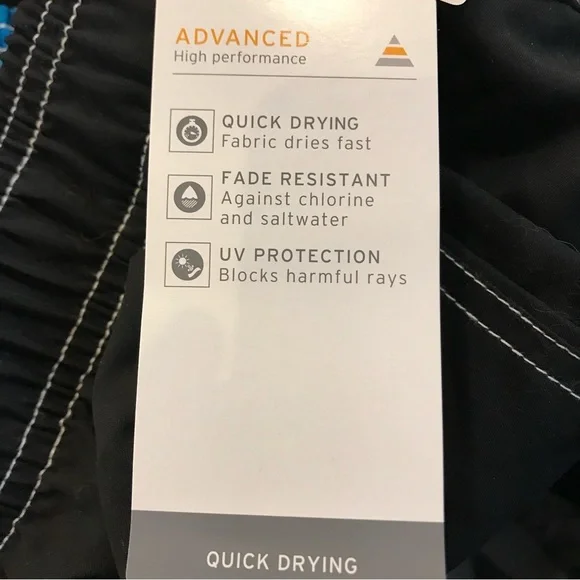 ADVANCED
High performance
QUICK DRYING
Fabric dries fast
FADE RESISTANT
Against chlorine
and saltwater
UV PROTECTION
Blocks harmful rays
QUICK DRYING